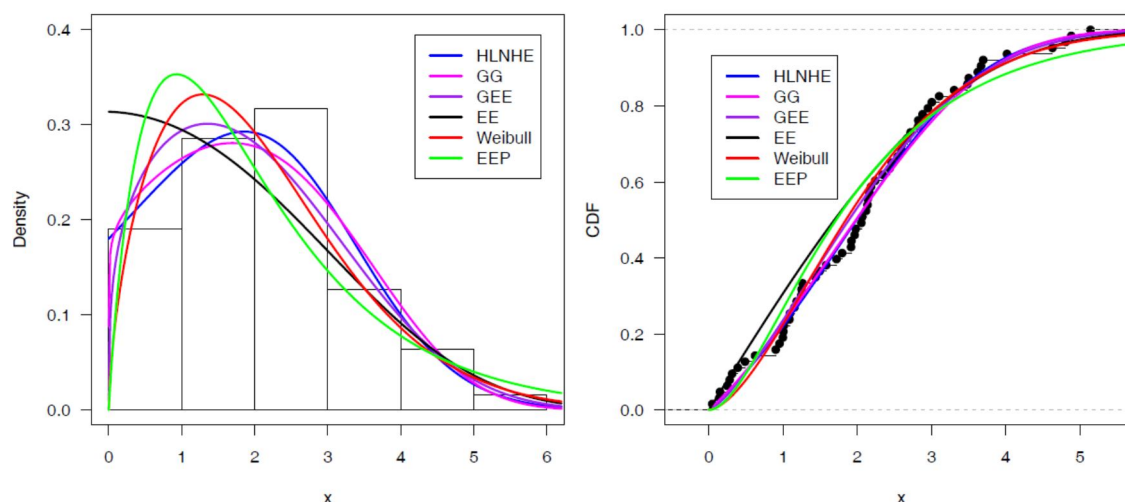 0.4
0.3
0.2
0.1
0.0
Density
HLNHE
GG
GEE
EE
Weibull
EEP
0 1 2 3 4 5 6
x
1.0
0.8
0.6
0.4
0.2
0.0
CDF
HLNHE
GG
GEE
EE
Weibull
EEP
0 1 2 3 4 5
x